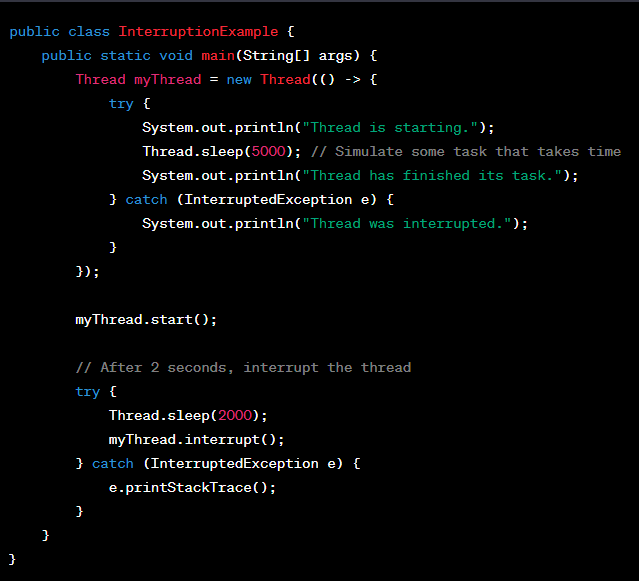 public class InterruptionExample {
    public static void main(String[] args) {
        Thread myThread = new Thread(() -> {
            try {
                System.out.println("Thread is starting.");
                Thread.sleep(5000); // Simulate some task that takes time
                System.out.println("Thread has finished its task.");
            } catch (InterruptedException e) {
                System.out.println("Thread was interrupted.");
            }
        });

        myThread.start();

        // After 2 seconds, interrupt the thread
        try {
            Thread.sleep(2000);
            myThread.interrupt();
        } catch (InterruptedException e) {
            e.printStackTrace();
        }
    }
}